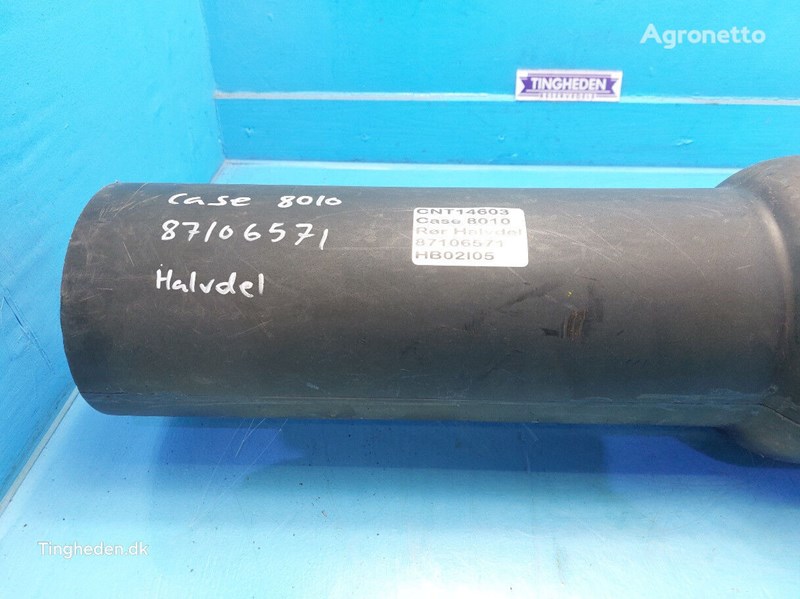 Agronetto
TINGHEDEN
Case 8010
87106571
Halvdel
CNT14603
Case 8010
Rør Halvdel
87106571
HB02I05
Tingheden.dk